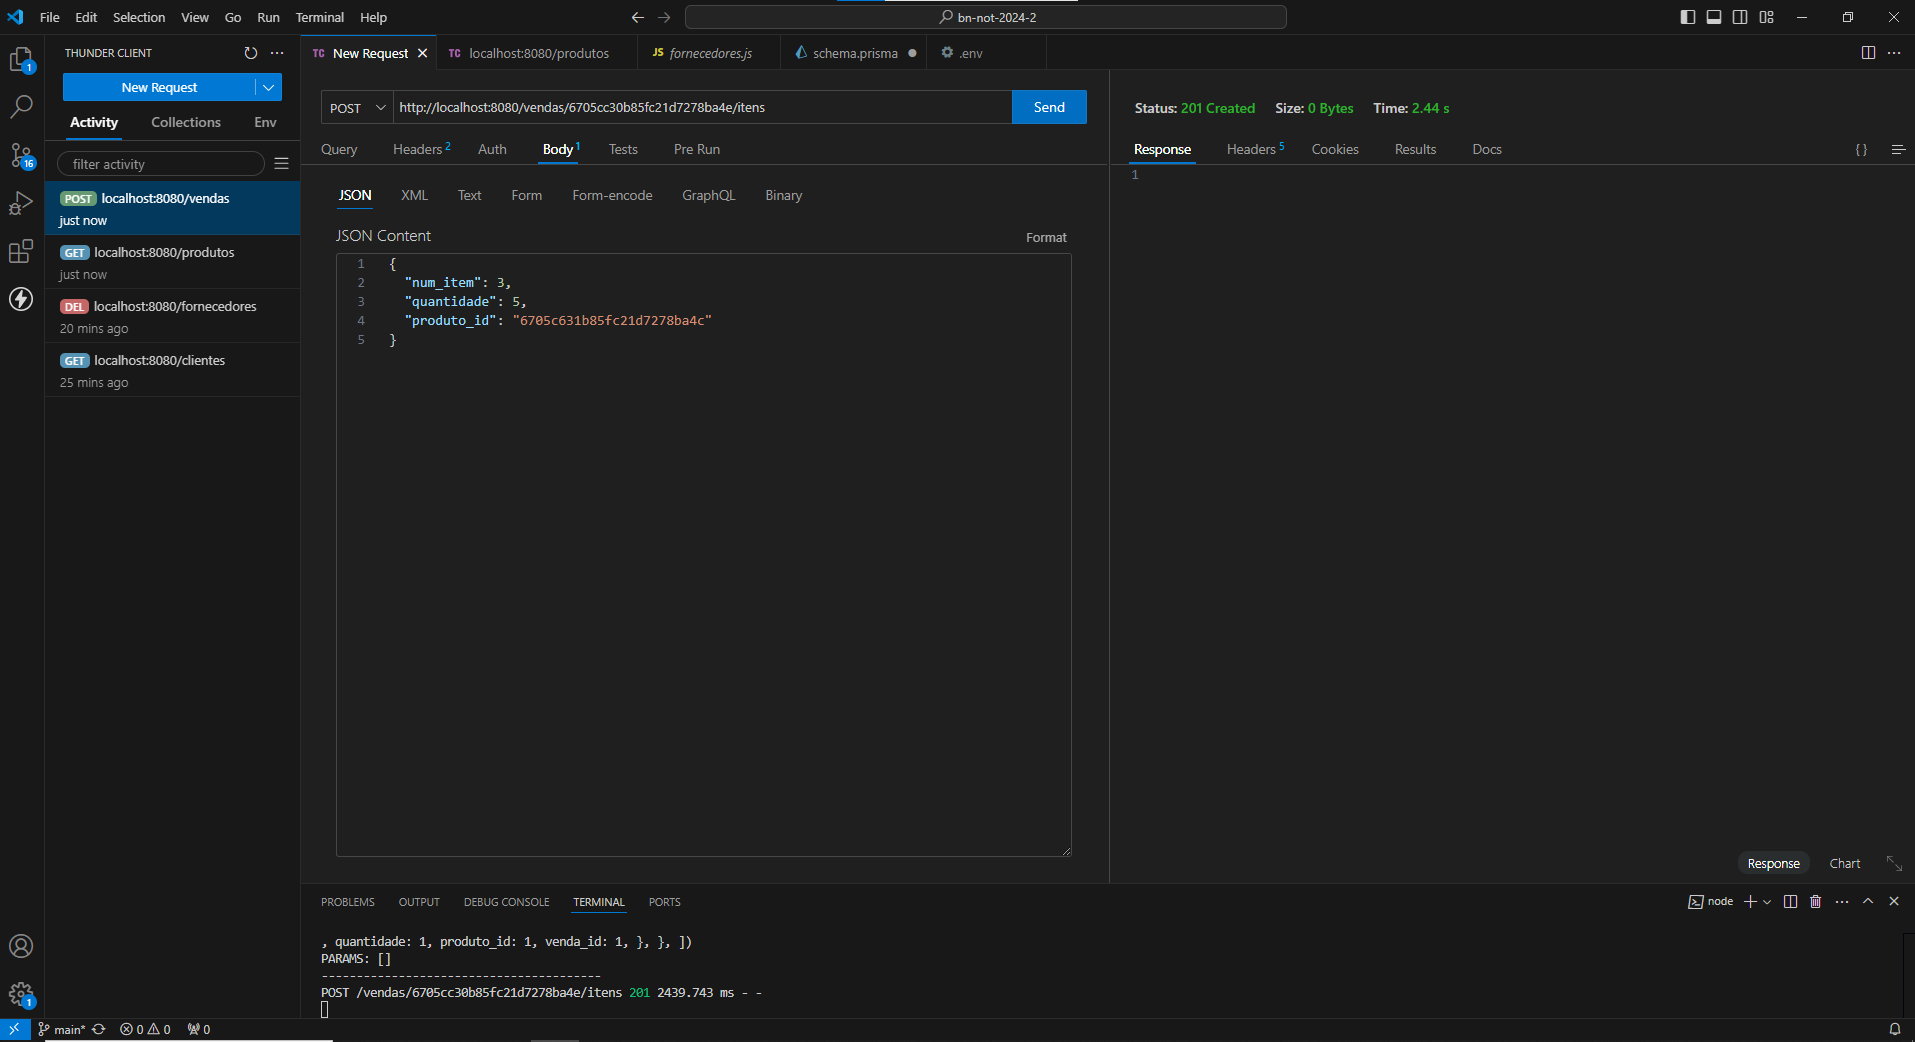 File Edit Selection View Go Run Terminal Help
bn-not-2024-2
THUNDER CLIENT
New Request
Activity Collections Env
filter activity
POST localhost:8080/vendas
just now
GET localhost:8080/produtos
just now
DEL localhost:8080/fornecedores
20 mins ago
GET localhost:8080/clientes
25 mins ago
1
16
1
TC New Request TC localhost:8080/produtos JS fornecedores.js schema.prisma .env
POST http://localhost:8080/vendas/6705cc30b85fc21d7278ba4e/itens Send
Query Headers 2 Auth Body 1 Tests Pre Run
JSON XML Text Form Form-encode GraphQL Binary
JSON Content
Format
1 {
2 "num_item": 3,
3 "quantidade": 5,
4 "produto_id": "6705c631b85fc21d7278ba4c"
5 }
Status: 201 Created Size: 0 Bytes Time: 2.44 s
Response Headers 5 Cookies Results Docs { }
1
Response Chart
PROBLEMS OUTPUT DEBUG CONSOLE TERMINAL PORTS
node
, quantidade: 1, produto_id: 1, venda_id: 1, }, }, ])
PARAMS: []
----------------------------------------
POST /vendas/6705cc30b85fc21d7278ba4e/itens 201 2439.743 ms - -
main* 0 0 0